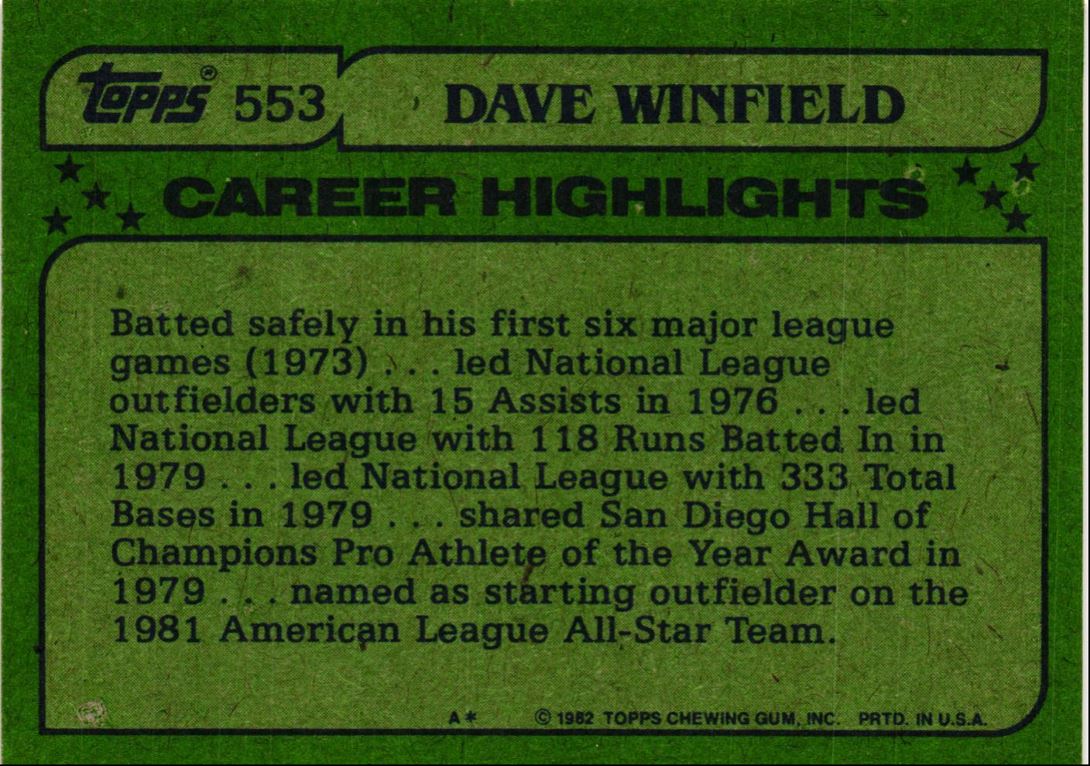 topps® 553 DAVE WINFIELD
CAREER HIGHLIGHTS
Batted safely in his first six major league
games (1973) . . . led National League
outfielders with 15 Assists in 1976 . . . led
National League with 118 Runs Batted In in
1979 . . . led National League with 333 Total
Bases in 1979 . . . shared San Diego Hall of
Champions Pro Athlete of the Year Award in
1979 . . . named as starting outfielder on the
1981 American League All-Star Team.
A* © 1982 TOPPS CHEWING GUM, INC. PRTD. IN U.S.A.